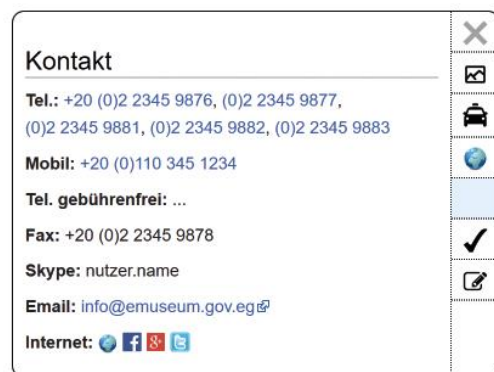 Kontakt
Tel.: +20 (0)2 2345 9876, (0)2 2345 9877,
(0)2 2345 9881, (0)2 2345 9882, (0)2 2345 9883
Mobil: +20 (0)110 345 1234
Tel. gebührenfrei: ...
Fax: +20 (0)2 2345 9878
Skype: nutzer.name
Email: info@emuseum.gov.eg
Internet: